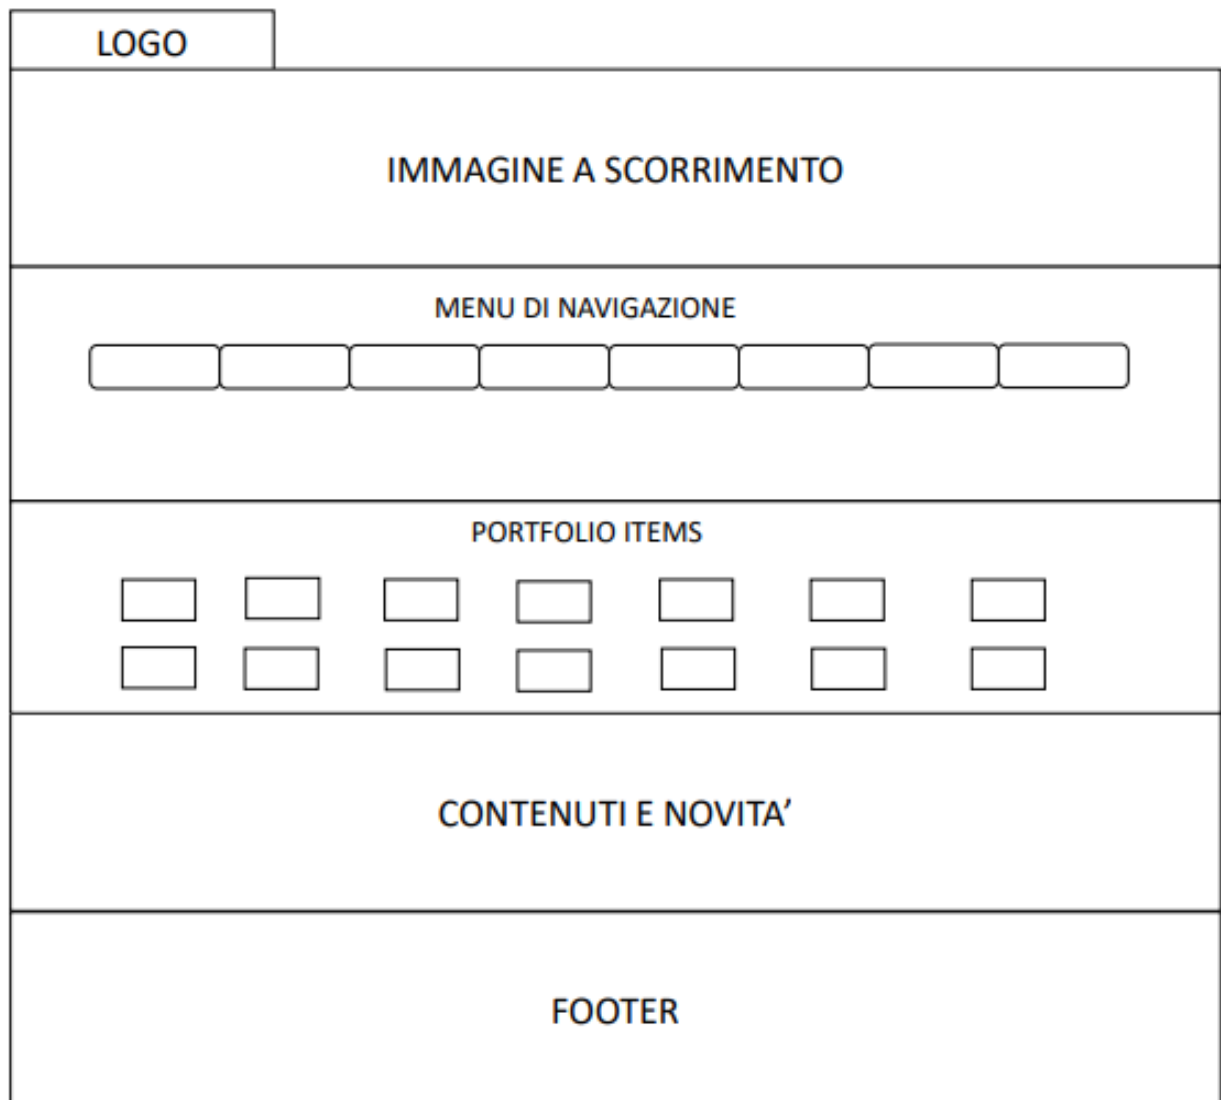 LOGO
IMMAGINE A SCORRIMENTO
MENU DI NAVIGAZIONE
PORTFOLIO ITEMS
CONTENUTI E NOVITA’
FOOTER